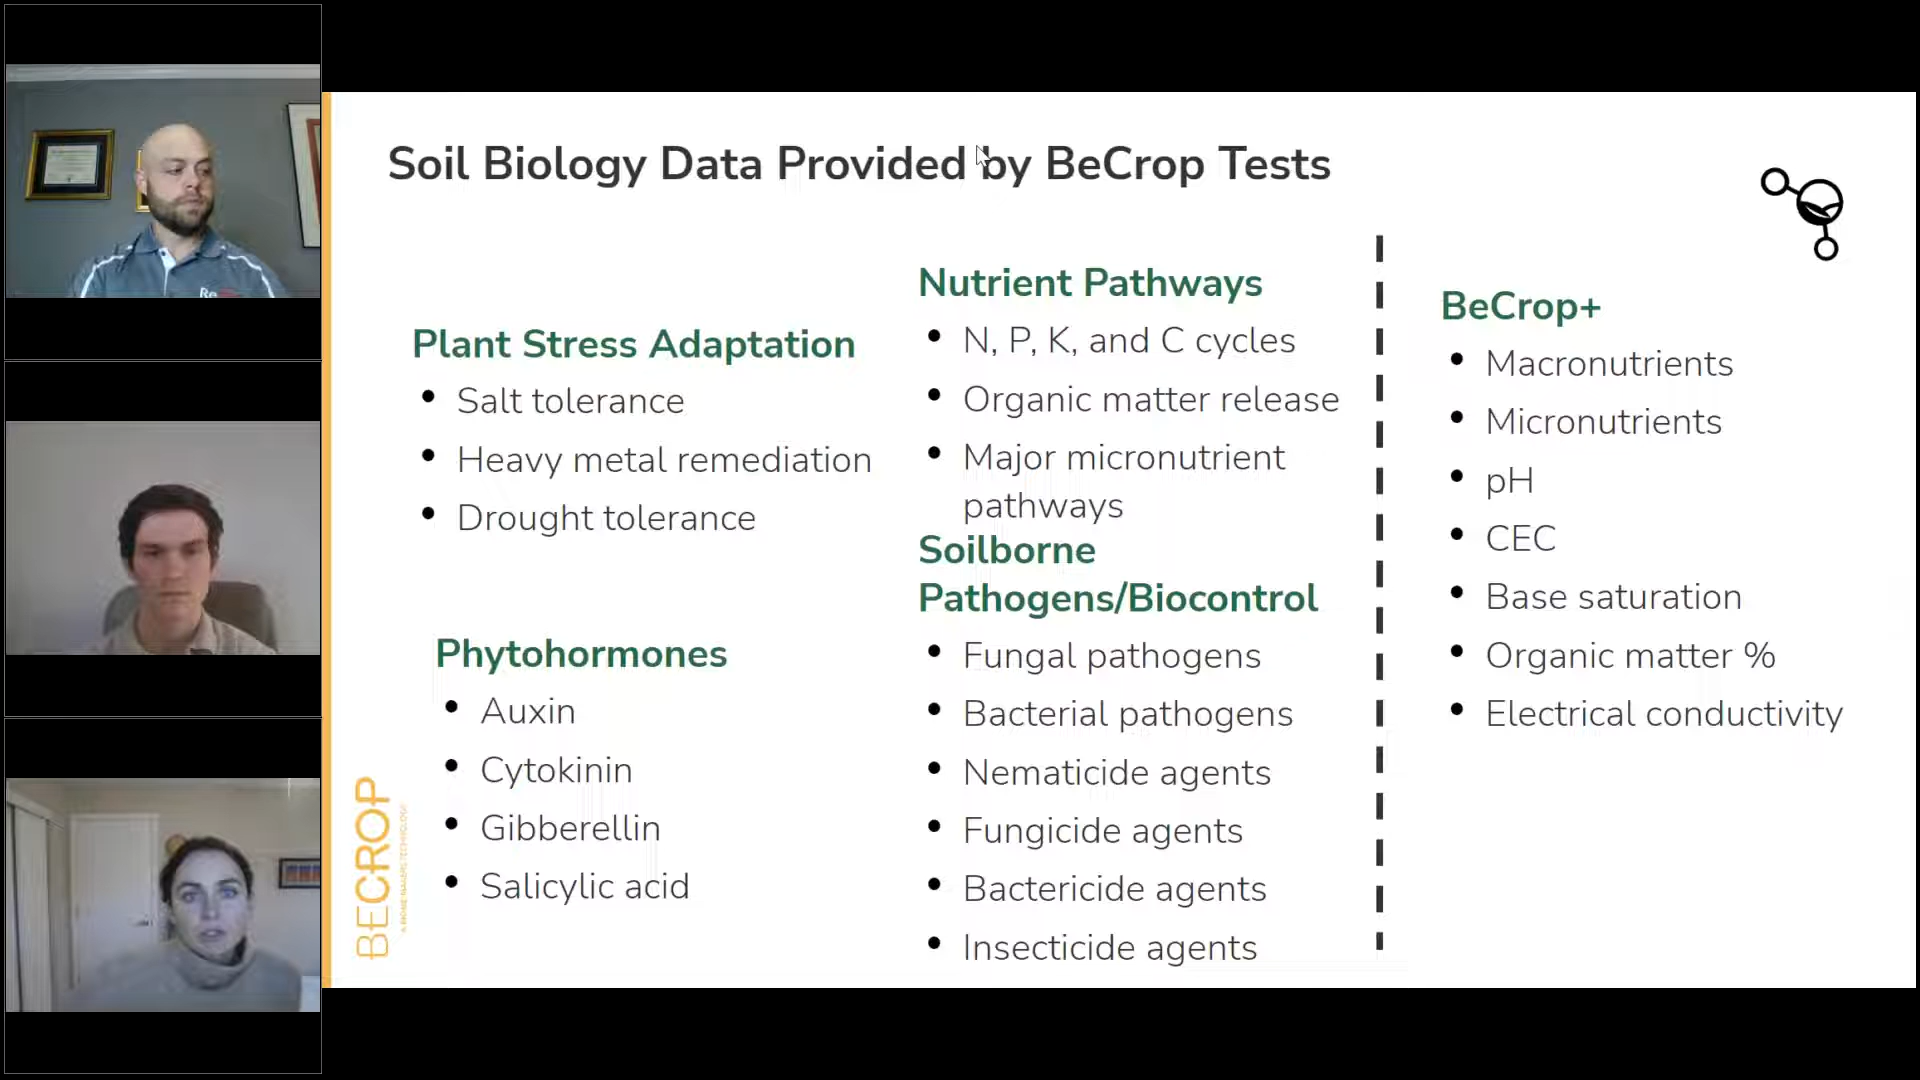 Soil Biology Data Provided by BeCrop Tests
Plant Stress Adaptation
Salt tolerance
Heavy metal remediation
Drought tolerance
Phytohormones
Auxin
Cytokinin
Gibberellin
Salicylic acid
Nutrient Pathways
N, P, K, and C cycles
Organic matter release
Major micronutrient
pathways
Soilborne
Pathogens/Biocontrol
Fungal pathogens
Bacterial pathogens
Nematicide agents
Fungicide agents
Bactericide agents
Insecticide agents
BeCrop+
Macronutrients
Micronutrients
pH
CEC
Base saturation
Organic matter %
Electrical conductivity
BECROP